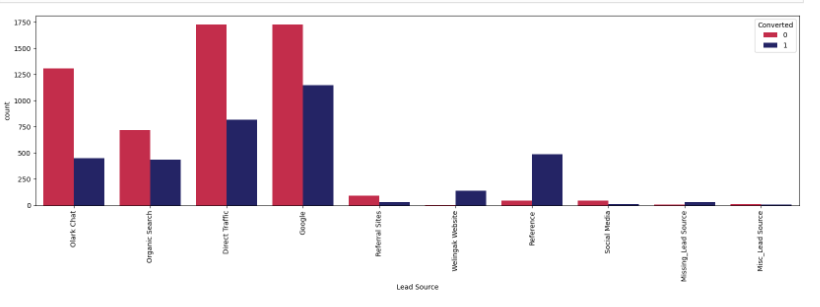 1750
1500
1250
1000
750
500
250
0
count
Converted
0
1
Olark Chat
Organic Search
Direct Traffic
Google
Referral Sites
Welingak Website
Reference
Social Media
Missing_Lead Source
Misc_Lead Source
Lead Source